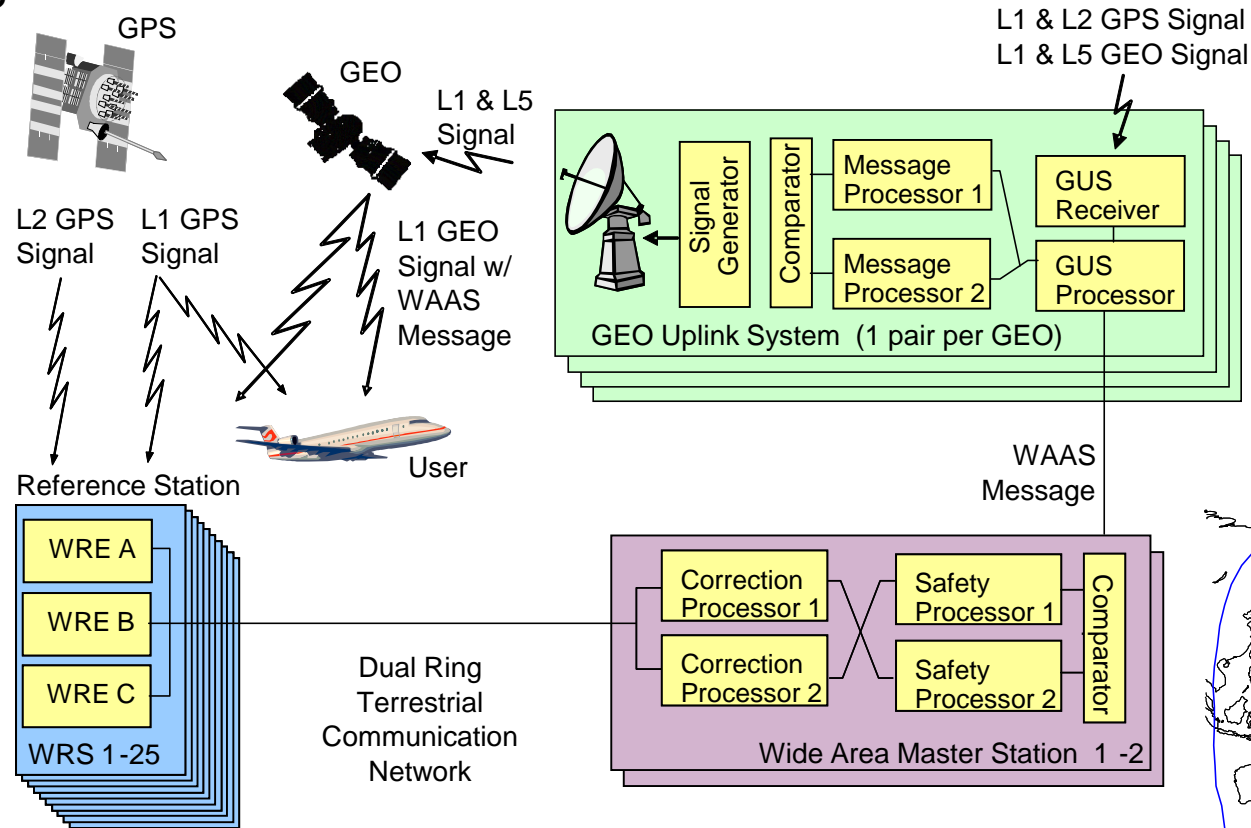 GPS
GEO
L1 & L5
Signal
L1 & L2 GPS Signal
L1 & L5 GEO Signal
L2 GPS
Signal
L1 GPS
Signal
L1 GEO
Signal w/
WAAS
Message
Signal
Generator
Comparator
Message
Processor 1
Message
Processor 2
GUS
Receiver
GUS
Processor
GEO Uplink System (1 pair per GEO)
User
WAAS
Message
Reference Station
WRE A
WRE B
WRE C
WRS 1-25
Dual Ring
Terrestrial
Communication
Network
Correction
Processor 1
Correction
Processor 2
Safety
Processor 1
Safety
Processor 2
Comparator
Wide Area Master Station 1 -2